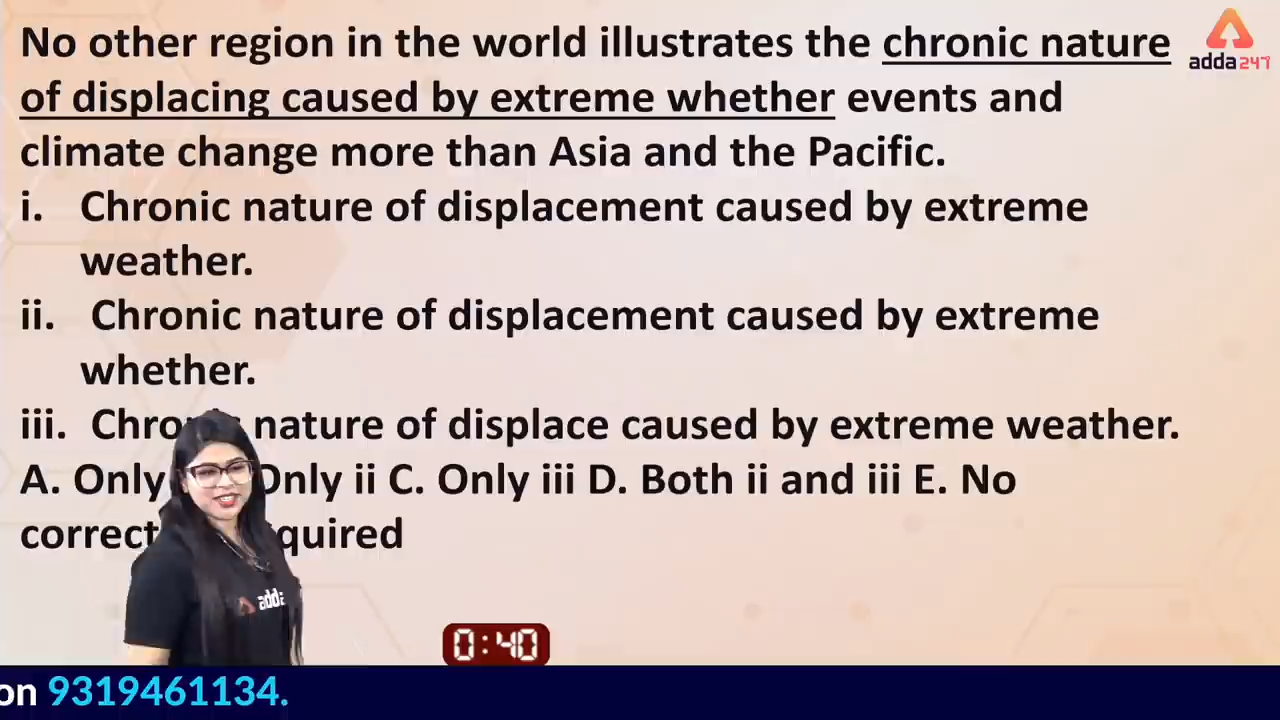 No other region in the world illustrates the chronic nature
of displacing caused by extreme whether events and
climate change more than Asia and the Pacific.
i. Chronic nature of displacement caused by extreme
weather.
ii. Chronic nature of displacement caused by extreme
whether.
iii. nature of displace caused by extreme weather.
A. Only Only ii C. Only iii D. Both ii and iii E. No
adda247
adda
0:40
on 9319461134.